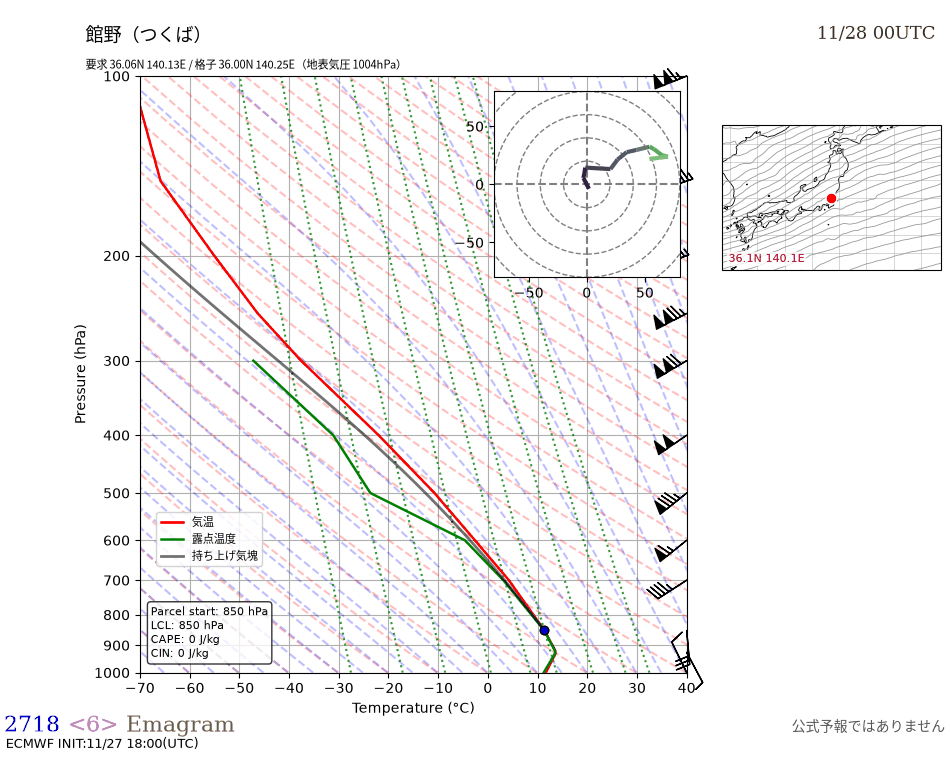 館野（つくば）
11/28 00UTC
要求 36.06N 140.13E / 格子 36.00N 140.25E（地表気圧 1004hPa）
100
200
300
400
500
600
700
800
900
1000
Pressure (hPa)
−70 −60 −50 −40 −30 −20 −10 0 10 20 30 40
Temperature (°C)
50
0
−50
−50 0 50
36.1N 140.1E
気温
露点温度
持ち上げ気塊
Parcel start: 850 hPa
LCL: 850 hPa
CAPE: 0 J/kg
CIN: 0 J/kg
2718 <6> Emagram
公式予報ではありません
ECMWF INIT:11/27 18:00(UTC)